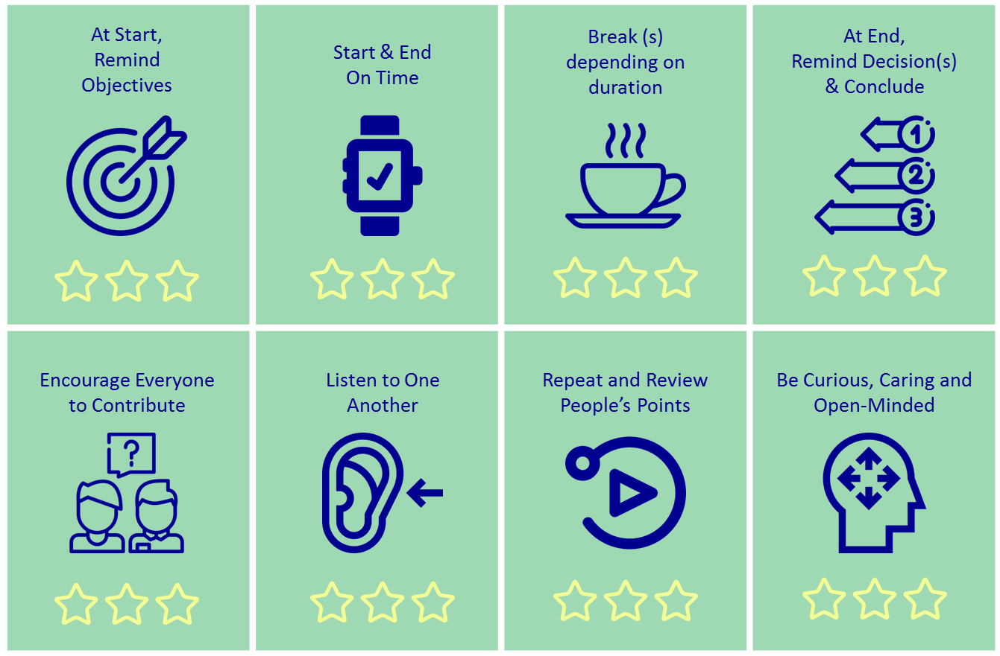 At Start,
Remind
Objectives
Start & End
On Time
Break (s)
depending on
duration
At End,
Remind Decision(s)
& Conclude
1
2
3
Encourage Everyone
to Contribute
?
Listen to One
Another
Repeat and Review
People’s Points
Be Curious, Caring and
Open-Minded